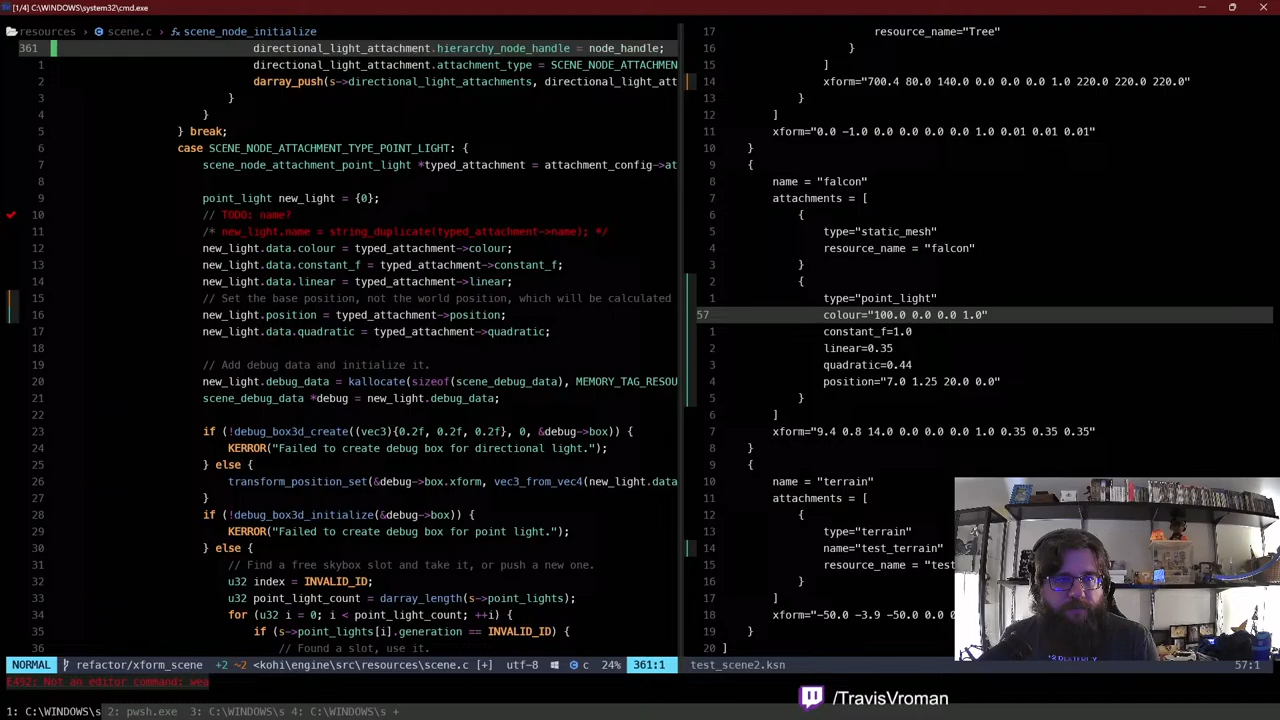 [1/4] C:\WINDOWS\system32\cmd.exe
resources > scene.c > scene_node_initialize
361 directional_light_attachment.hierarchy_node_handle = node_handle;
1 directional_light_attachment.attachment_type = SCENE_NODE_ATTACHMEN
2 darray_push(s->directional_light_attachments, directional_light_att
3 }
4 }
5 } break;
6 case SCENE_NODE_ATTACHMENT_TYPE_POINT_LIGHT: {
7 scene_node_attachment_point_light *typed_attachment = attachment_config->at
8
9 point_light new_light = {0};
10 // TODO: name?
11 /* new_light.name = string_duplicate(typed_attachment->name); */
12 new_light.data.colour = typed_attachment->colour;
13 new_light.data.constant_f = typed_attachment->constant_f;
14 new_light.data.linear = typed_attachment->linear;
15 // Set the base position, not the world position, which will be calculated
16 new_light.position = typed_attachment->position;
17 new_light.data.quadratic = typed_attachment->quadratic;
18
19 // Add debug data and initialize it.
20 new_light.debug_data = kallocate(sizeof(scene_debug_data), MEMORY_TAG_RESOU
21 scene_debug_data *debug = new_light.debug_data;
22
23 if (!debug_box3d_create((vec3){0.2f, 0.2f, 0.2f}, 0, &debug->box)) {
24 KERROR("Failed to create debug box for directional light.");
25 } else {
26 transform_position_set(&debug->box.xform, vec3_from_vec4(new_light.data
27 }
28 if (!debug_box3d_initialize(&debug->box)) {
29 KERROR("Failed to create debug box for point light.");
30 } else {
31 // Find a free skybox slot and take it, or push a new one.
32 u32 index = INVALID_ID;
33 u32 point_light_count = darray_length(s->point_lights);
34 for (u32 i = 0; i < point_light_count; ++i) {
35 if (s->point_lights[i].generation == INVALID_ID) {
36 // Found a slot, use it.
17 resource_name="Tree"
16 }
15 ]
14 xform="700.4 80.0 140.0 0.0 0.0 0.0 1.0 220.0 220.0 220.0"
13 }
12 ]
11 xform="0.0 -1.0 0.0 0.0 0.0 0.0 1.0 0.01 0.01 0.01"
10 }
9 {
8 name = "falcon"
7 attachments = [
6 {
5 type="static_mesh"
4 resource_name = "falcon"
3 }
2 {
1 type="point_light"
57 colour="100.0 0.0 0.0 1.0"
1 constant_f=1.0
2 linear=0.35
3 quadratic=0.44
4 position="7.0 1.25 20.0 0.0"
5 }
6 ]
7 xform="9.4 0.8 14.0 0.0 0.0 0.0 1.0 0.35 0.35 0.35"
8 }
9 {
10 name = "terrain"
11 attachments = [
12 {
13 type="terrain"
14 name="test_terrain"
15 resource_name = "tes
16 }
17 ]
18 xform="-50.0 -3.9 -50.0 0.0 0
19 }
20 ]
NORMAL refactor/xform_scene +2 ~2 <kohi\engine\src\resources\scene.c [+] utf-8 c 24% 361:1 test_scene2.ksn 57:1
E492: Not an editor command: wea
/TravisVroman
1: C:\WINDOWS\s 2: pwsh.exe 3: C:\WINDOWS\s 4: C:\WINDOWS\s +